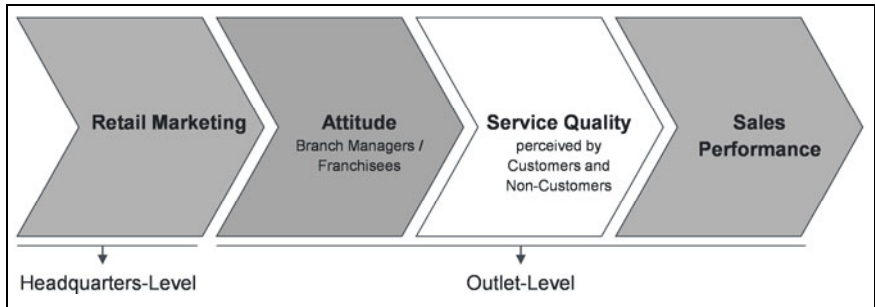 Retail Marketing
Attitude
Branch Managers /
Franchisees
Service Quality
perceived by
Customers and
Non-Customers
Sales
Performance
Headquarters-Level
Outlet-Level